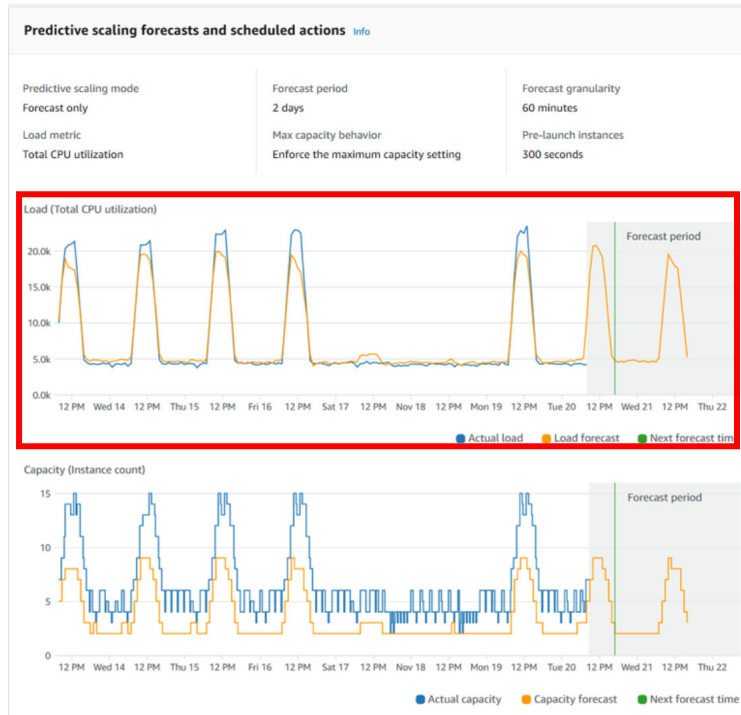 Predictive scaling forecasts and scheduled actions Info
Predictive scaling mode
Forecast only
Forecast period
2 days
Forecast granularity
60 minutes
Load metric
Total CPU utilization
Max capacity behavior
Enforce the maximum capacity setting
Pre-launch instances
300 seconds
Load (Total CPU utilization)
Forecast period
20.0k
15.0k
10.0k
5.0k
0.0k
12 PM Wed 14 12 PM Thu 15 12 PM Fri 16 12 PM Sat 17 12 PM Nov 18 12 PM Mon 19 12 PM Tue 20 12 PM Wed 21 12 PM Thu 22
Actual load Load forecast Next forecast time
Capacity (Instance count)
Forecast period
15
10
5
0
12 PM Wed 14 12 PM Thu 15 12 PM Fri 16 12 PM Sat 17 12 PM Nov 18 12 PM Mon 19 12 PM Tue 20 12 PM Wed 21 12 PM Thu 22
Actual capacity Capacity forecast Next forecast time